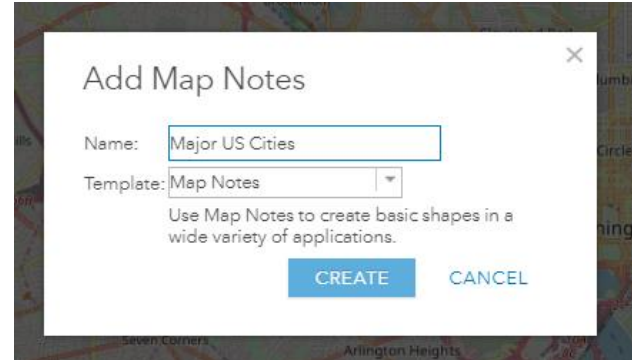 Add Map Notes
Name: Major US Cities
Template: Map Notes
Use Map Notes to create basic shapes in a
wide variety of applications.
CREATE CANCEL
Circle
Seven Corners
Arlington Heights